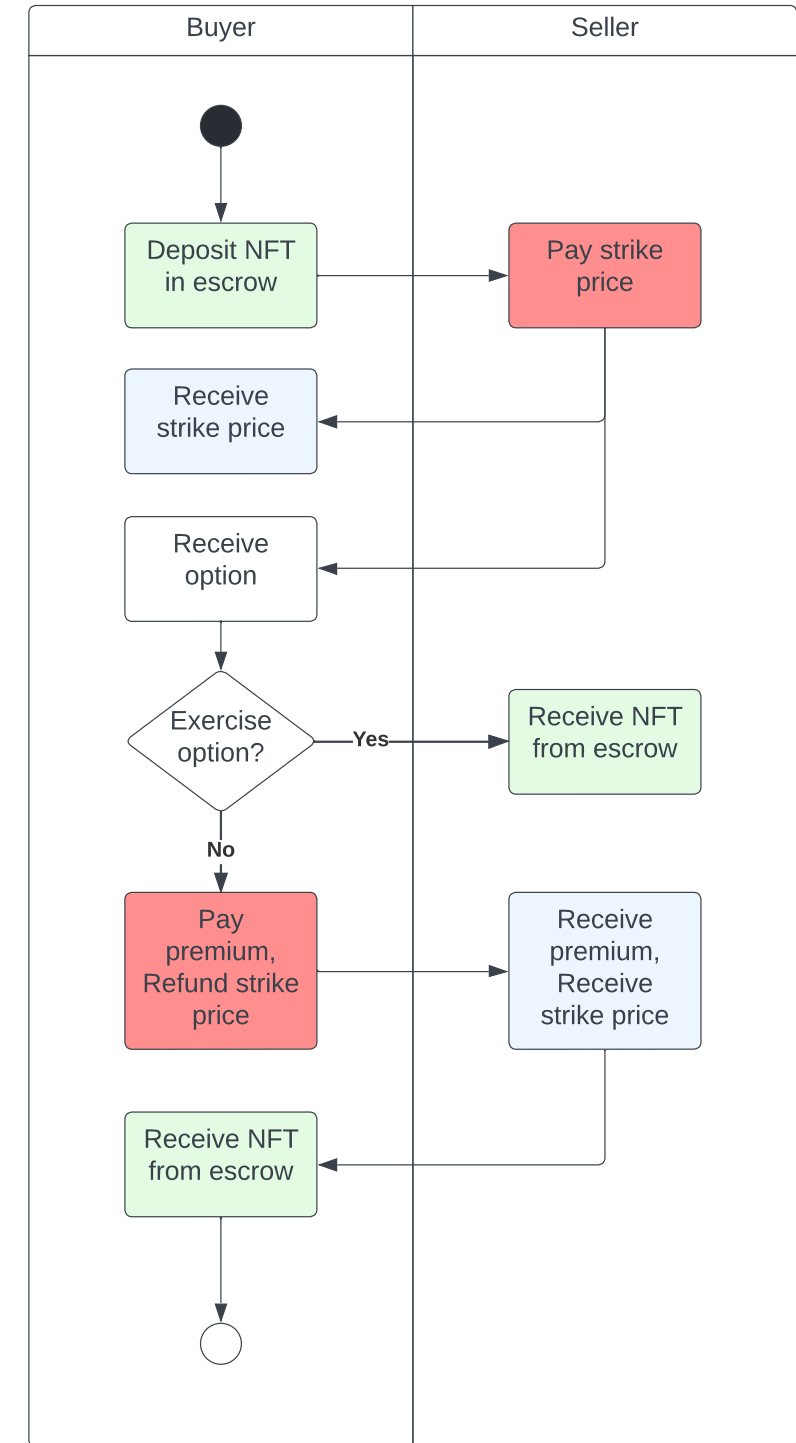 Buyer
Seller
Deposit NFT
in escrow
Pay strike
price
Receive
strike price
Receive
option
Exercise
option?
Yes
Receive NFT
from escrow
No
Pay
premium,
Refund strike
price
Receive
premium,
Receive
strike price
Receive NFT
from escrow